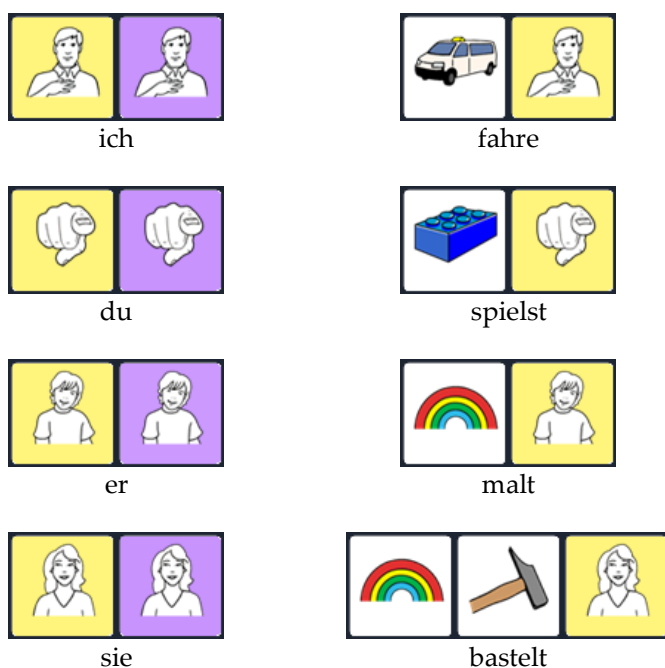 ich
fahre
du
spielst
er
malt
sie
bastelt